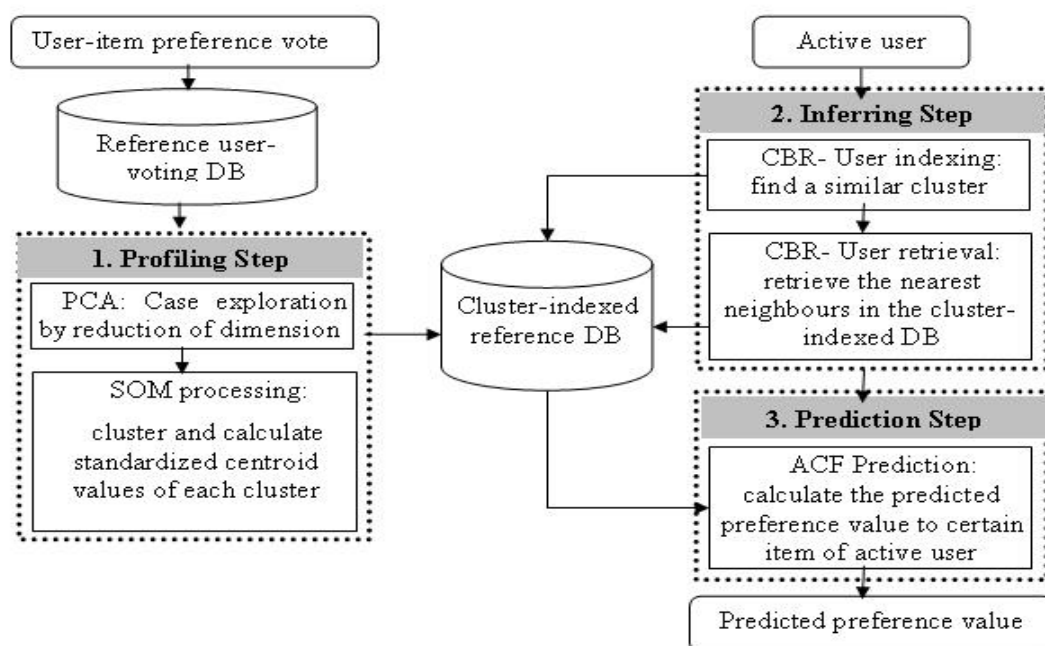 User-item preference vote
Reference user-
voting DB
1. Profiling Step
PCA: Case exploration
by reduction of dimension
SOM processing:
cluster and calculate
standardized centroid
values of each cluster
Cluster-indexed
reference DB
Active user
2. Inferring Step
CBR- User indexing:
find a similar cluster
CBR- User retrieval:
retrieve the nearest
neighbours in the cluster-
indexed DB
3. Prediction Step
ACF Prediction:
calculate the predicted
preference value to certain
item of active user
Predicted preference value